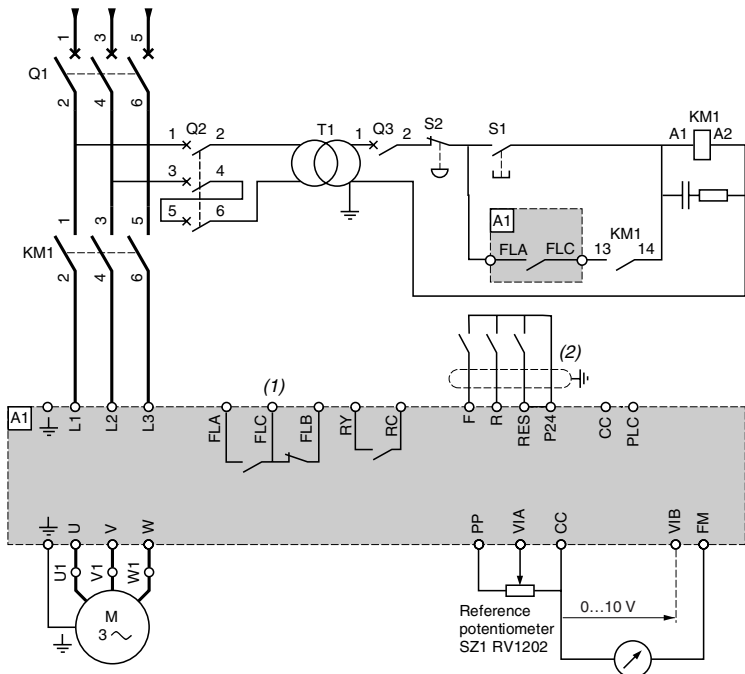 1 3 5
Q1
2 4 6
1 Q2 2
T1
1 Q3 2
S2
S1
KM1
A1 A2
3 4
5 6
A1
FLA FLC
13 KM1 14
1 3 5
KM1
2 4 6
(1)
(2)
A1
L1 L2 L3
FLA FLC FLB
RY RC
F R RES P24
CC PLC
U V W
PP VIA CC VIB FM
U1 V1 W1
M
3
Reference
potentiometer
SZ1 RV1202
0...10 V